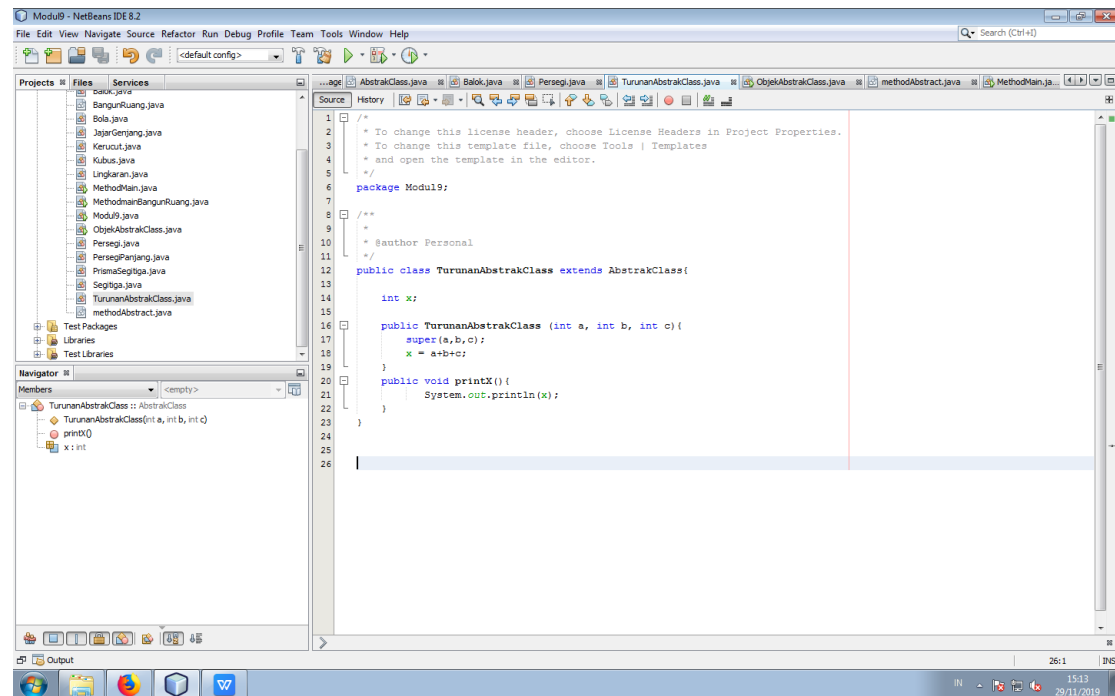 Modul9 - NetBeans IDE 8.2
File Edit View Navigate Source Refactor Run Debug Profile Team Tools Window Help
Search (Ctrl+I)
<default config>
Projects Files Services
Balok.java
BangunRuang.java
Bola.java
JajarGenjang.java
Kerucut.java
Kubus.java
Lingkaran.java
MethodMain.java
MethodmainBangunRuang.java
Modul9.java
ObjekAbstrakClass.java
Persegi.java
PersegiPanjang.java
PrismaSegitiga.java
Segitiga.java
TurunanAbstrakClass.java
methodAbstract.java
Test Packages
Libraries
Test Libraries
Navigator
Members <empty>
TurunanAbstrakClass :: AbstrakClass
TurunanAbstrakClass(int a, int b, int c)
printX()
x : int
...age AbstrakClass.java Balok.java Persegi.java TurunanAbstrakClass.java ObjekAbstrakClass.java methodAbstract.java MethodMain.ja...
Source History
1 /*
2 * To change this license header, choose License Headers in Project Properties.
3 * To change this template file, choose Tools | Templates
4 * and open the template in the editor.
5 */
6 package Modul9;
7
8 /**
9 *
10 * @author Personal
11 */
12 public class TurunanAbstrakClass extends AbstrakClass{
13
14 int x;
15
16 public TurunanAbstrakClass (int a, int b, int c){
17 super(a,b,c);
18 x = a+b+c;
19 }
20 public void printX(){
21 System.out.println(x);
22 }
23 }
24
25
26
Output
26:1 INS
IN 15:13
29/11/2019